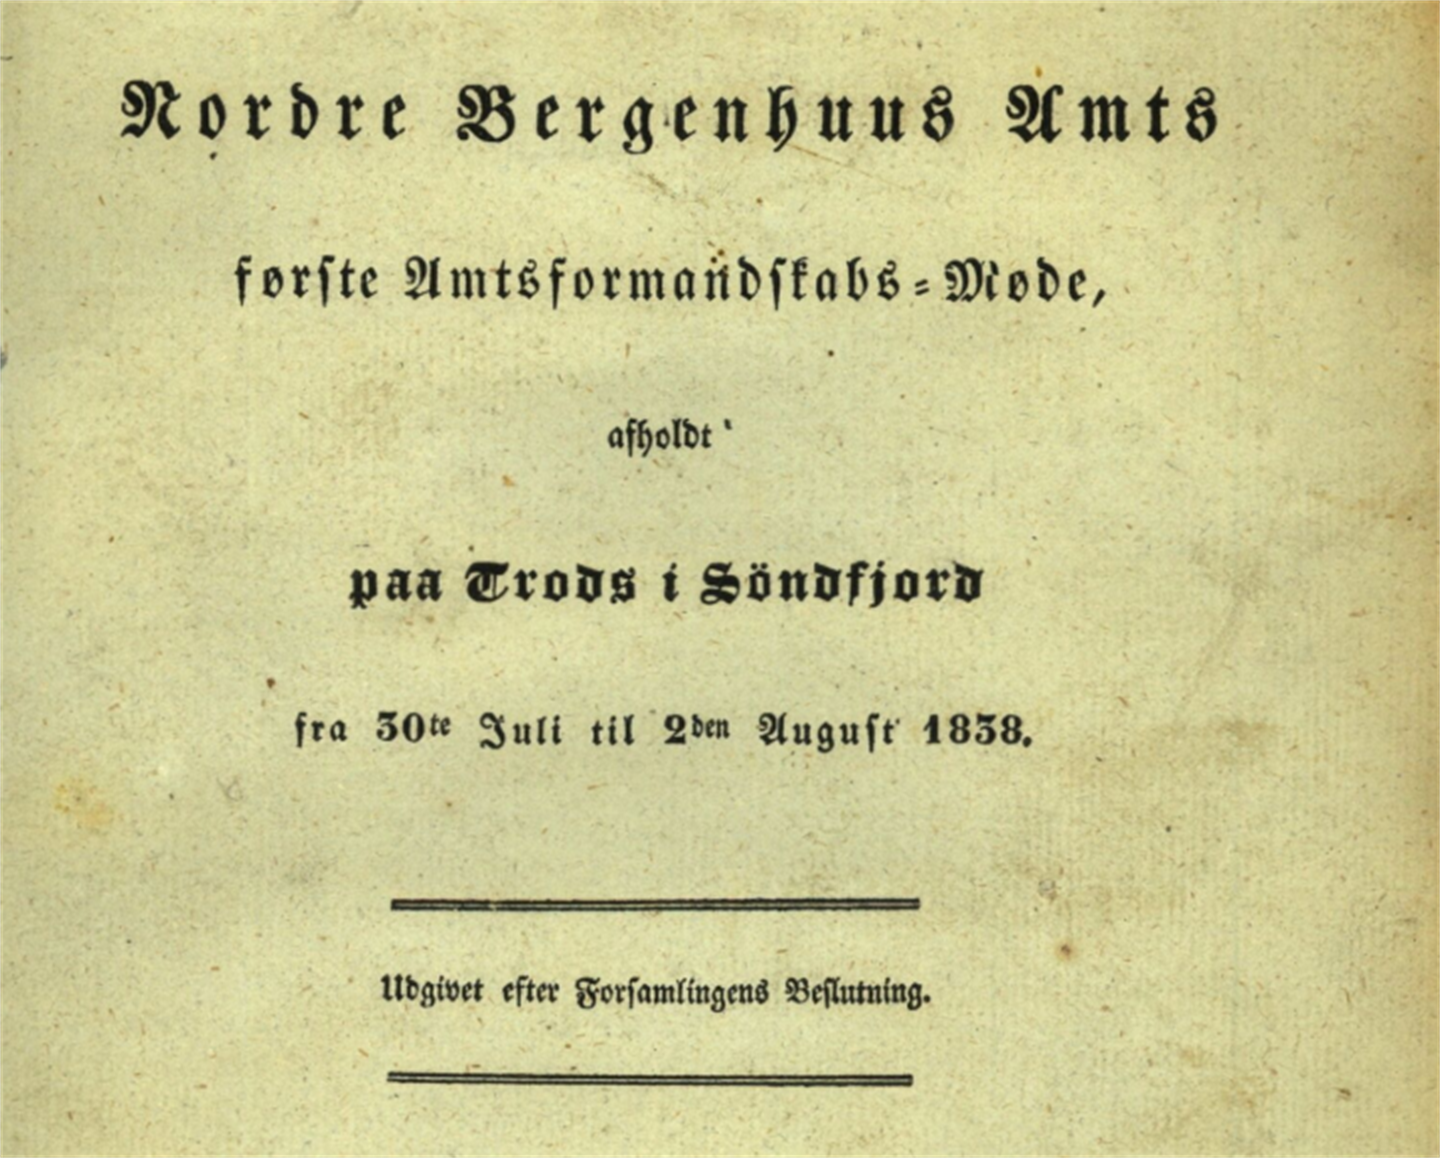 Nordre Bergenhuus Amts
første Amtsformandskabs-Møde,
afholdt
paa Trods i Söndfjord
fra 30te Juli til 2den August 1838.
Udgivet efter Forsamlingens Beslutning.